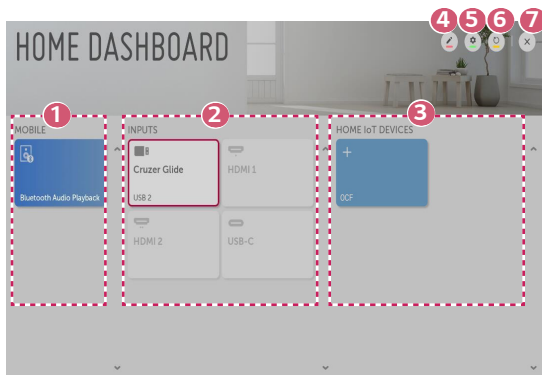 HOME DASHBOARD
4 5 6 7
1 2 3
MOBILE
INPUTS
HOME IoT DEVICES
Bluetooth Audio Playback
Cruzer Glide
USB 2
HDMI 1
HDMI 2
USB-C
OCF